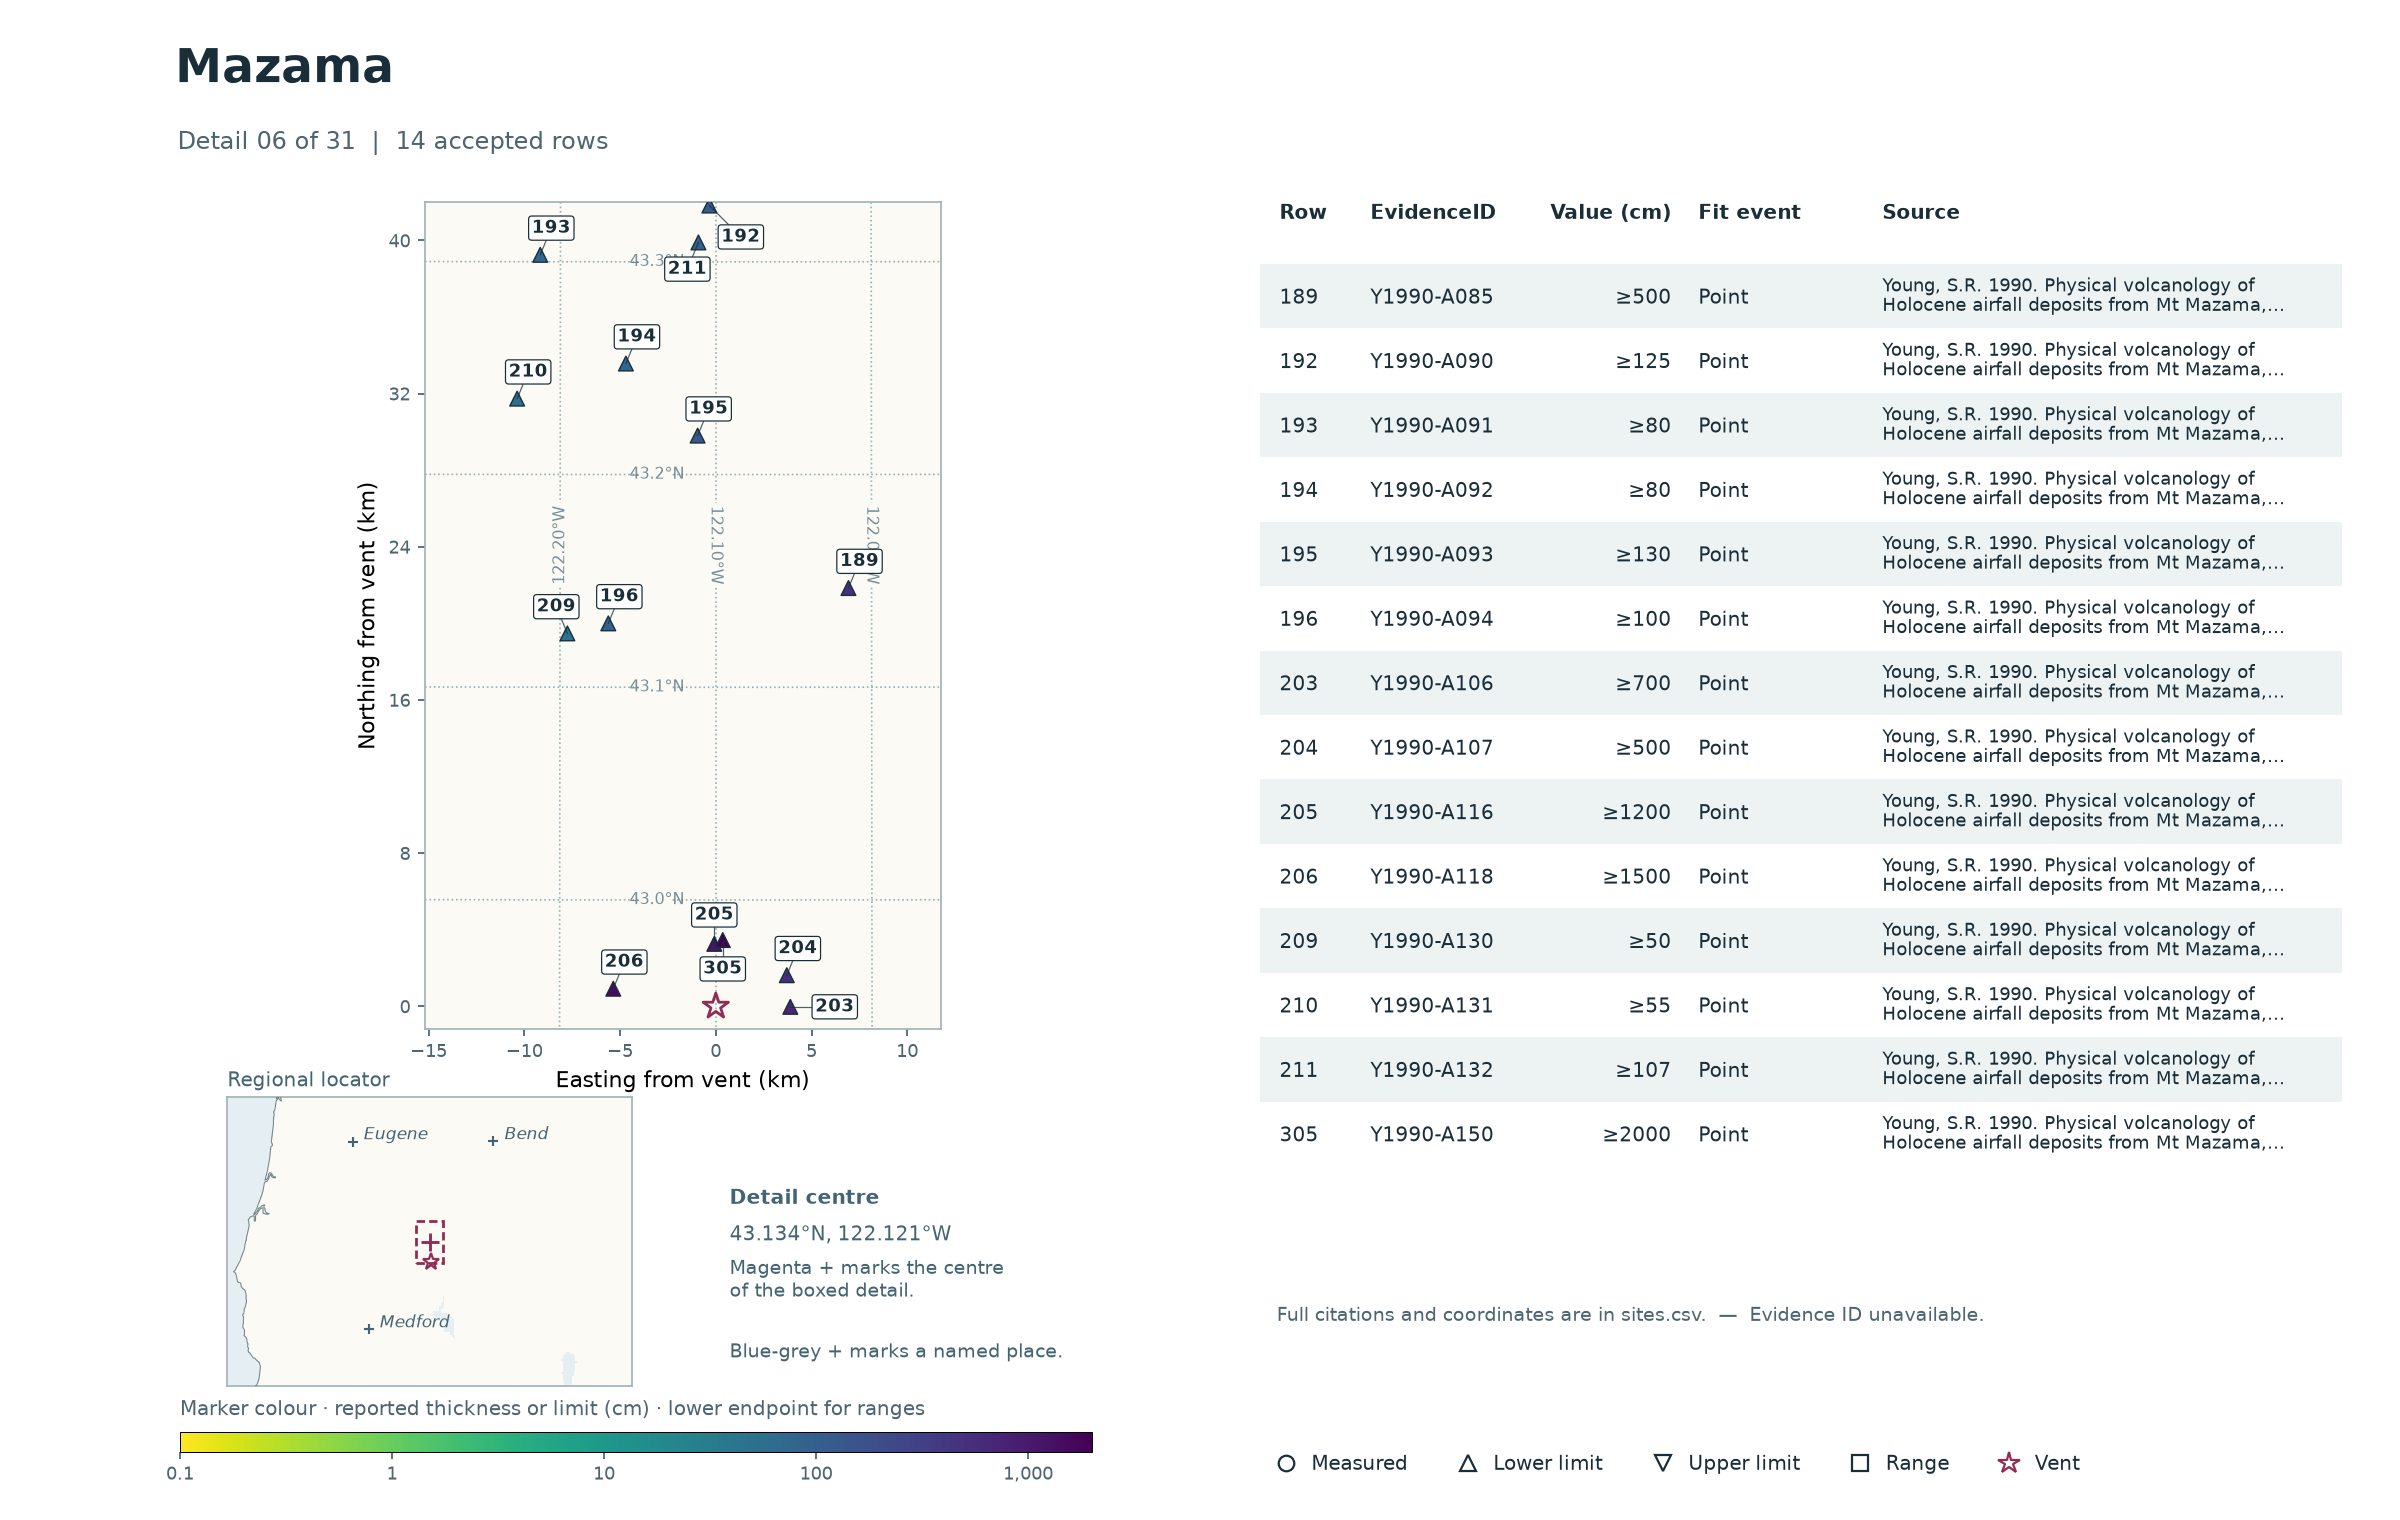 Mazama
Detail 06 of 31 | 14 accepted rows
193
192
211
194
210
195
189
196
209
205
204
206
305
203
43.3°N
43.2°N
43.1°N
43.0°N
122.20°W
122.10°W
40
32
24
16
8
0
Northing from vent (km)
−15 −10 −5 0 5 10
Easting from vent (km)
Regional locator
Eugene
Bend
Medford
Detail centre
43.134°N, 122.121°W
Magenta + marks the centre
of the boxed detail.
Blue-grey + marks a named place.
Marker colour · reported thickness or limit (cm) · lower endpoint for ranges
0.1 1 10 100 1,000
Row EvidenceID Value (cm) Fit event Source
189 Y1990-A085 ≥500 Point Young, S.R. 1990. Physical volcanology of
Holocene airfall deposits from Mt Mazama,...
192 Y1990-A090 ≥125 Point Young, S.R. 1990. Physical volcanology of
Holocene airfall deposits from Mt Mazama,...
193 Y1990-A091 ≥80 Point Young, S.R. 1990. Physical volcanology of
Holocene airfall deposits from Mt Mazama,...
194 Y1990-A092 ≥80 Point Young, S.R. 1990. Physical volcanology of
Holocene airfall deposits from Mt Mazama,...
195 Y1990-A093 ≥130 Point Young, S.R. 1990. Physical volcanology of
Holocene airfall deposits from Mt Mazama,...
196 Y1990-A094 ≥100 Point Young, S.R. 1990. Physical volcanology of
Holocene airfall deposits from Mt Mazama,...
203 Y1990-A106 ≥700 Point Young, S.R. 1990. Physical volcanology of
Holocene airfall deposits from Mt Mazama,...
204 Y1990-A107 ≥500 Point Young, S.R. 1990. Physical volcanology of
Holocene airfall deposits from Mt Mazama,...
205 Y1990-A116 ≥1200 Point Young, S.R. 1990. Physical volcanology of
Holocene airfall deposits from Mt Mazama,...
206 Y1990-A118 ≥1500 Point Young, S.R. 1990. Physical volcanology of
Holocene airfall deposits from Mt Mazama,...
209 Y1990-A130 ≥50 Point Young, S.R. 1990. Physical volcanology of
Holocene airfall deposits from Mt Mazama,...
210 Y1990-A131 ≥55 Point Young, S.R. 1990. Physical volcanology of
Holocene airfall deposits from Mt Mazama,...
211 Y1990-A132 ≥107 Point Young, S.R. 1990. Physical volcanology of
Holocene airfall deposits from Mt Mazama,...
305 Y1990-A150 ≥2000 Point Young, S.R. 1990. Physical volcanology of
Holocene airfall deposits from Mt Mazama,...
Full citations and coordinates are in sites.csv. — Evidence ID unavailable.
Measured Lower limit Upper limit Range Vent